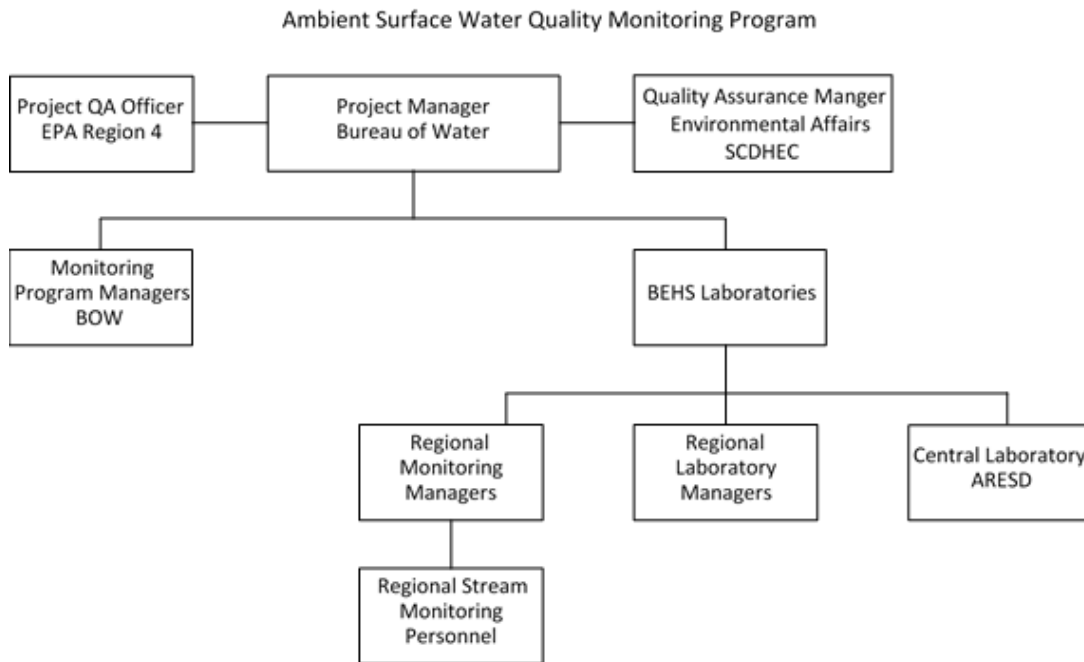 Ambient Surface Water Quality Monitoring Program
Project QA Officer
EPA Region 4
Project Manager
Bureau of Water
Quality Assurance Manger
Environmental Affairs
SCDHEC
Monitoring
Program Managers
BOW
BEHS Laboratories
Regional
Monitoring
Managers
Regional
Laboratory
Managers
Central Laboratory
ARESD
Regional Stream
Monitoring
Personnel